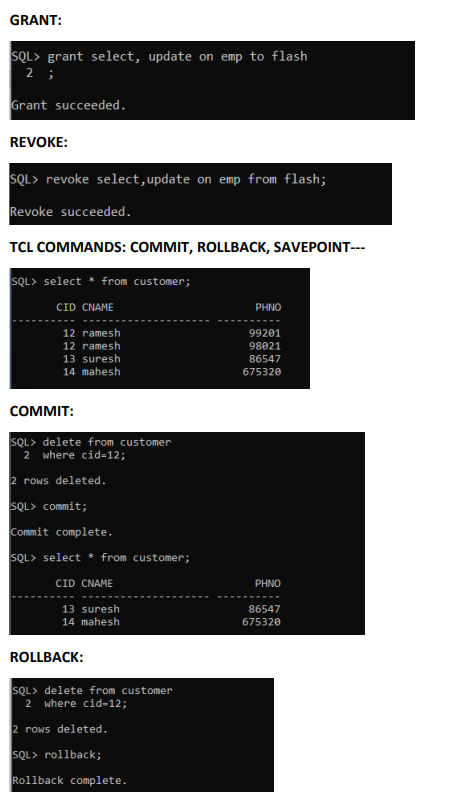 GRANT:
SQL> grant select, update on emp to flash
2 ;
Grant succeeded.
REVOKE:
SQL> revoke select,update on emp from flash;
Revoke succeeded.
TCL COMMANDS: COMMIT, ROLLBACK, SAVEPOINT---
SQL> select * from customer;
CID CNAME PHNO
---------- -------------------- ----------
12 ramesh 99201
12 ramesh 98021
13 suresh 86547
14 mahesh 675320
COMMIT:
SQL> delete from customer
2 where cid=12;
2 rows deleted.
SQL> commit;
Commit complete.
SQL> select * from customer;
CID CNAME PHNO
---------- -------------------- ----------
13 suresh 86547
14 mahesh 675320
ROLLBACK:
SQL> delete from customer
2 where cid=12;
2 rows deleted.
SQL> rollback;
Rollback complete.